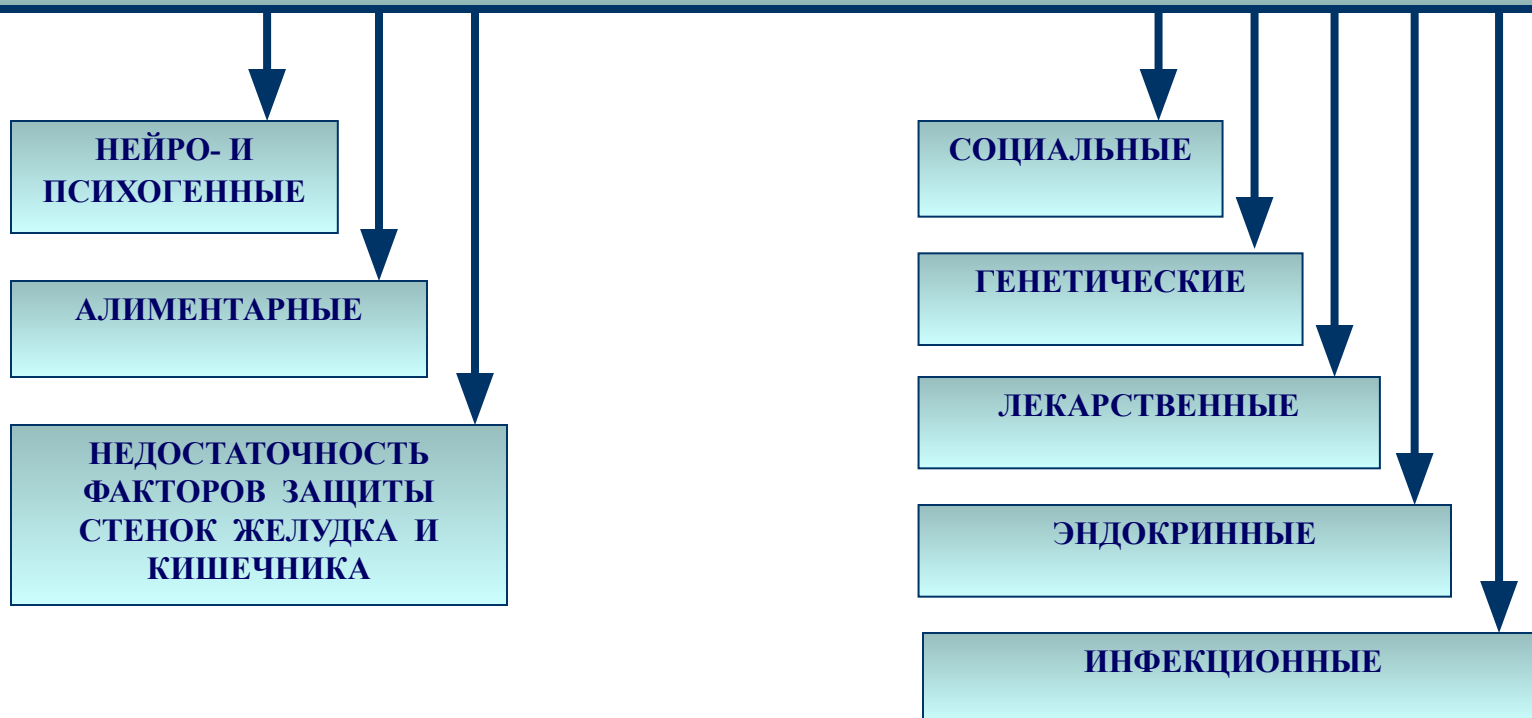 НЕЙРО- И
ПСИХОГЕННЫЕ
АЛИМЕНТАРНЫЕ
НЕДОСТАТОЧНОСТЬ
ФАКТОРОВ ЗАЩИТЫ
СТЕНОК ЖЕЛУДКА И
КИШЕЧНИКА
СОЦИАЛЬНЫЕ
ГЕНЕТИЧЕСКИЕ
ЛЕКАРСТВЕННЫЕ
ЭНДОКРИННЫЕ
ИНФЕКЦИОННЫЕ